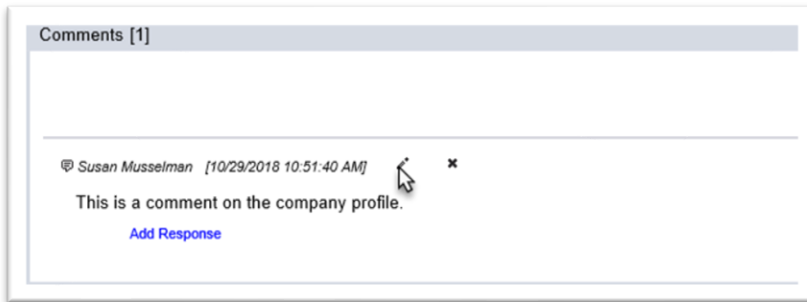 Comments [1]
Susan Musselman [10/29/2018 10:51:40 AM]
This is a comment on the company profile.
Add Response